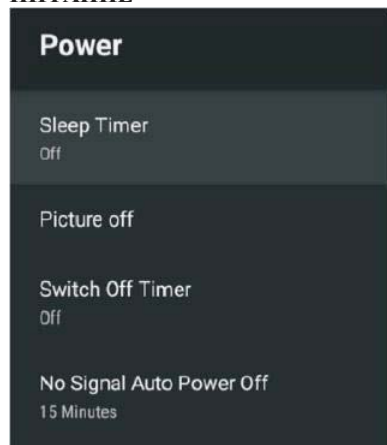 Power
Sleep Timer
Off
Picture off
Switch Off Timer
Off
No Signal Auto Power Off
15 Minutes